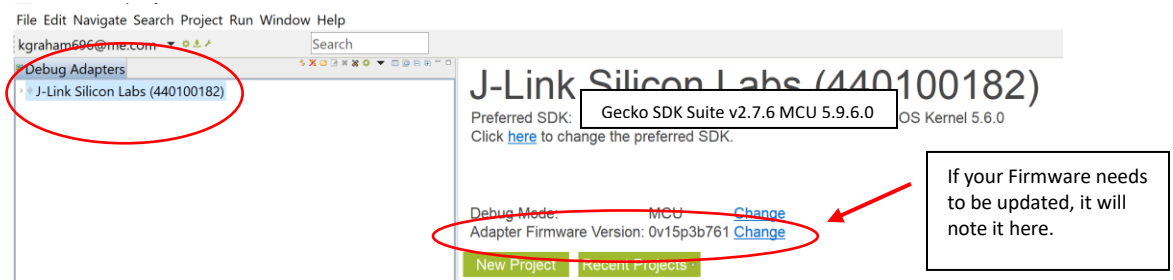 File Edit Navigate Search Project Run Window Help
kgraham696@me.com Search
Debug Adapters
J-Link Silicon Labs (440100182)
J-Link Silicon Labs (440100182)
Preferred SDK: Gecko SDK Suite v2.7.6 MCU 5.9.6.0 OS Kernel 5.6.0
Click here to change the preferred SDK.
If your Firmware needs
to be updated, it will
note it here.
Debug Mode: MCU Change
Adapter Firmware Version: 0v15p3b761 Change
New Project Recent Projects